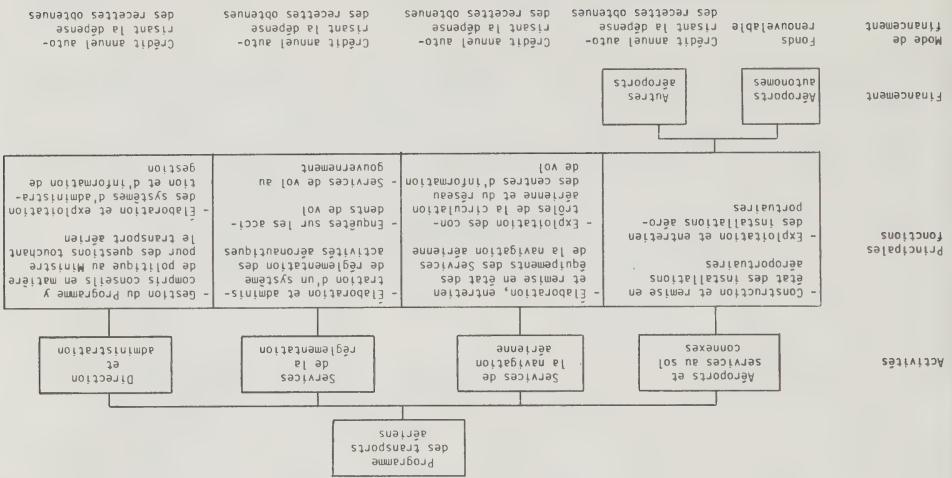 Programme
des transports
aériens
Activités
Aéroports et
services au sol
connexes
Services de
la navigation
aérienne
Services
de la
réglementation
Direction
et
administration
Principales
fonctions
- Construction et remise en
état des installations
aéroportuaires
- Exploitation et entretien
des installations aéro-
portuaires
- Élaboration, entretien
et remise en état des
équipements des Services
de la navigation aérienne
- Exploitation des con-
trôles de la circulation
aérienne et du réseau
des centres d'information
de vol
- Élaboration et adminis-
tration d'un système
de réglementation des
activités aéronautiques
- Enquêtes sur les acci-
dents de vol
- Services de vol au
gouvernement
- Gestion du Programme y
compris conseils en matière
de politique au Ministre
pour des questions touchant
le transport aérien
- Élaboration et exploitation
des systèmes d'administra-
tion et d'information de
gestion
Financement
Aéroports
autonomes
Autres
aéroports
Mode de
financement
Fonds
renouvelable
Crédit annuel auto-
risant la dépense
des recettes obtenues
Crédit annuel auto-
risant la dépense
des recettes obtenues
Crédit annuel auto-
risant la dépense
des recettes obtenues
Crédit annuel auto-
risant la dépense
des recettes obtenues